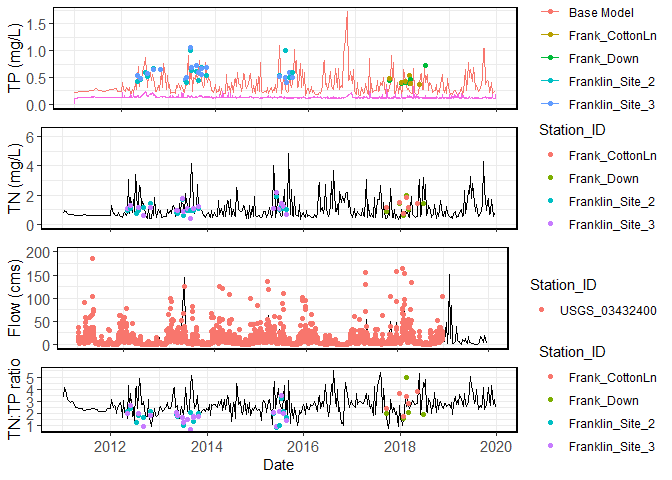 TP (mg/L)
1.5
1.0
0.5
0.0
Base Model
Frank_CottonLn
Frank_Down
Franklin_Site_2
Franklin_Site_3
TN (mg/L)
6
4
2
0
Station_ID
Frank_CottonLn
Frank_Down
Franklin_Site_2
Franklin_Site_3
Flow (cms)
200
150
100
50
0
Station_ID
USGS_03432400
TN:TP ratio
5
4
3
2
1
Station_ID
Frank_CottonLn
Frank_Down
Franklin_Site_2
Franklin_Site_3
2012 2014 2016 2018 2020
Date